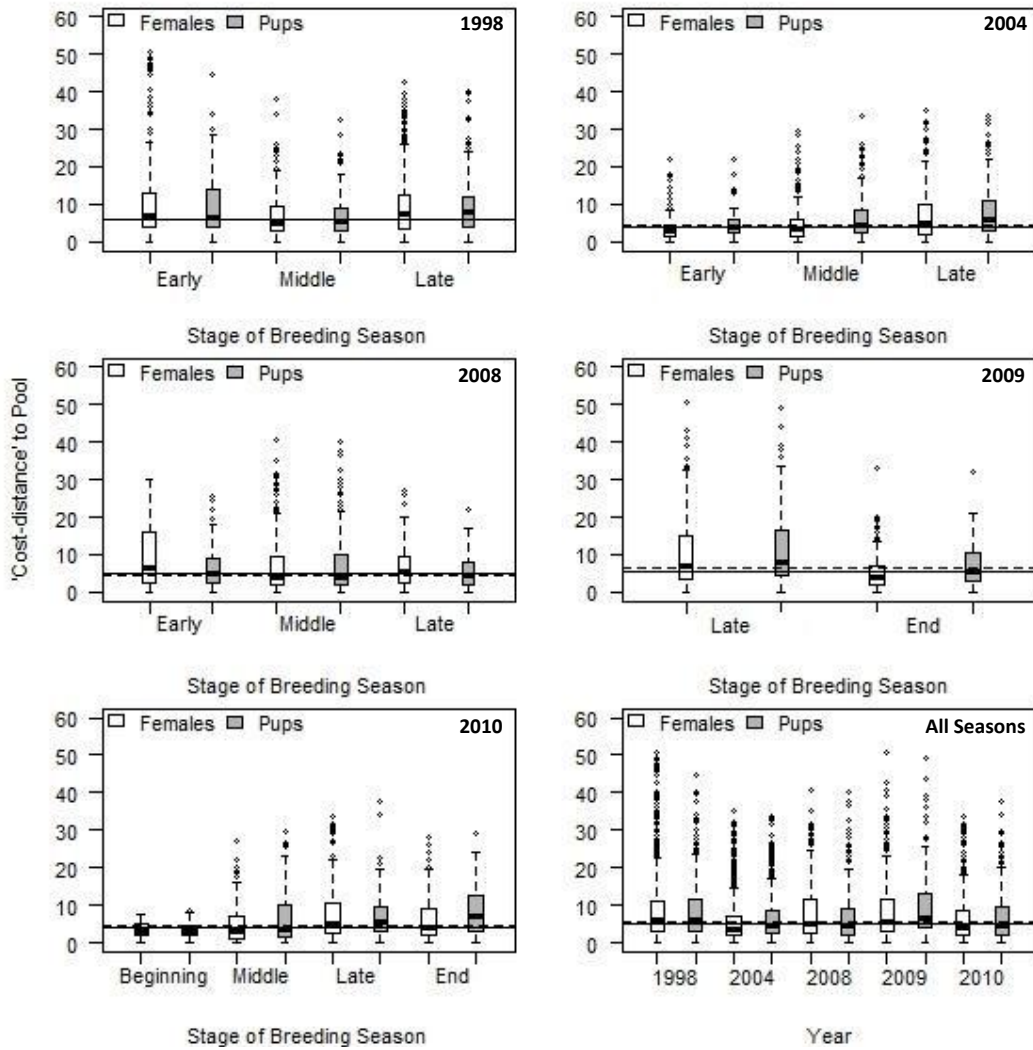 'Cost-distance' to Pool
Females Pups 1998
60
50
40
30
20
10
0
Early Middle Late
Stage of Breeding Season
Females Pups 2004
60
50
40
30
20
10
0
Early Middle Late
Stage of Breeding Season
Females Pups 2008
60
50
40
30
20
10
0
Early Middle Late
Stage of Breeding Season
Females Pups 2009
60
50
40
30
20
10
0
Late End
Stage of Breeding Season
Females Pups 2010
60
50
40
30
20
10
0
Beginning Middle Late End
Stage of Breeding Season
Females Pups All Seasons
60
50
40
30
20
10
0
1998 2004 2008 2009 2010
Year